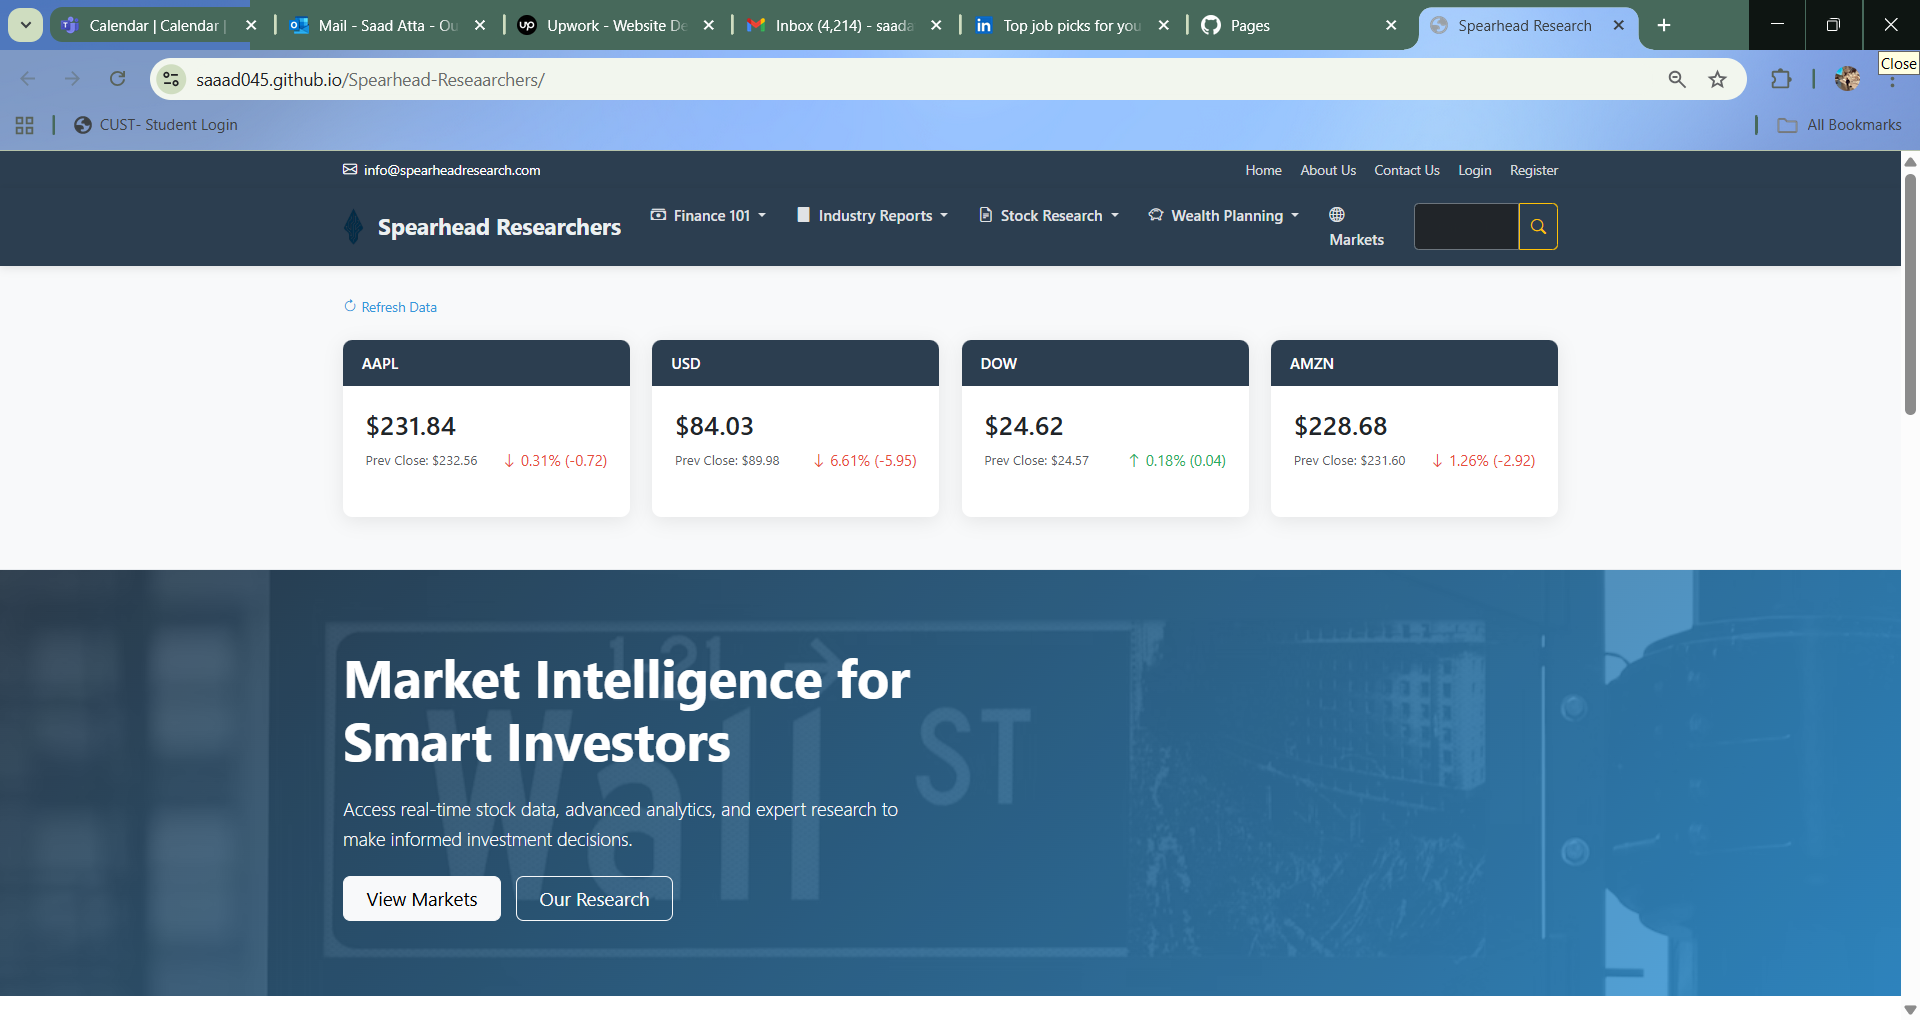 Calendar | Calendar |
Mail - Saad Atta - Ou
Upwork - Website De
Inbox (4,214) - saada
Top job picks for you
Pages
Spearhead Research
Close
saaad045.github.io/Spearhead-Reseaarchers/
CUST- Student Login
All Bookmarks
info@spearheadresearch.com
Home About Us Contact Us Login Register
Spearhead Researchers
Finance 101 Industry Reports Stock Research Wealth Planning Markets
Refresh Data
AAPL
$231.84
Prev Close: $232.56 ↓ 0.31% (-0.72)
USD
$84.03
Prev Close: $89.98 ↓ 6.61% (-5.95)
DOW
$24.62
Prev Close: $24.57 ↑ 0.18% (0.04)
AMZN
$228.68
Prev Close: $231.60 ↓ 1.26% (-2.92)
1-21
Wall ST
Market Intelligence for
Smart Investors
Access real-time stock data, advanced analytics, and expert research to
make informed investment decisions.
View Markets
Our Research